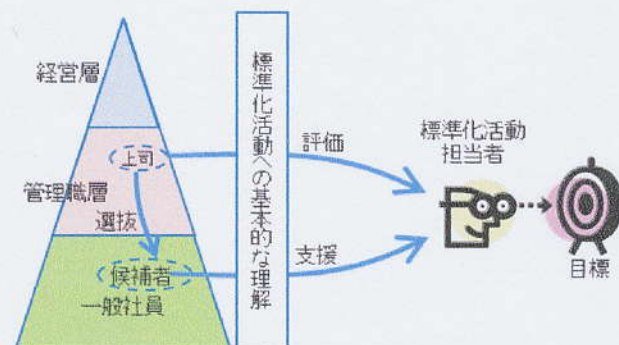 経営層
上司
管理職層
選抜
候補者
一般社員
標準化活動への基本的な理解
評価
支援
標準化活動
担当者
目標